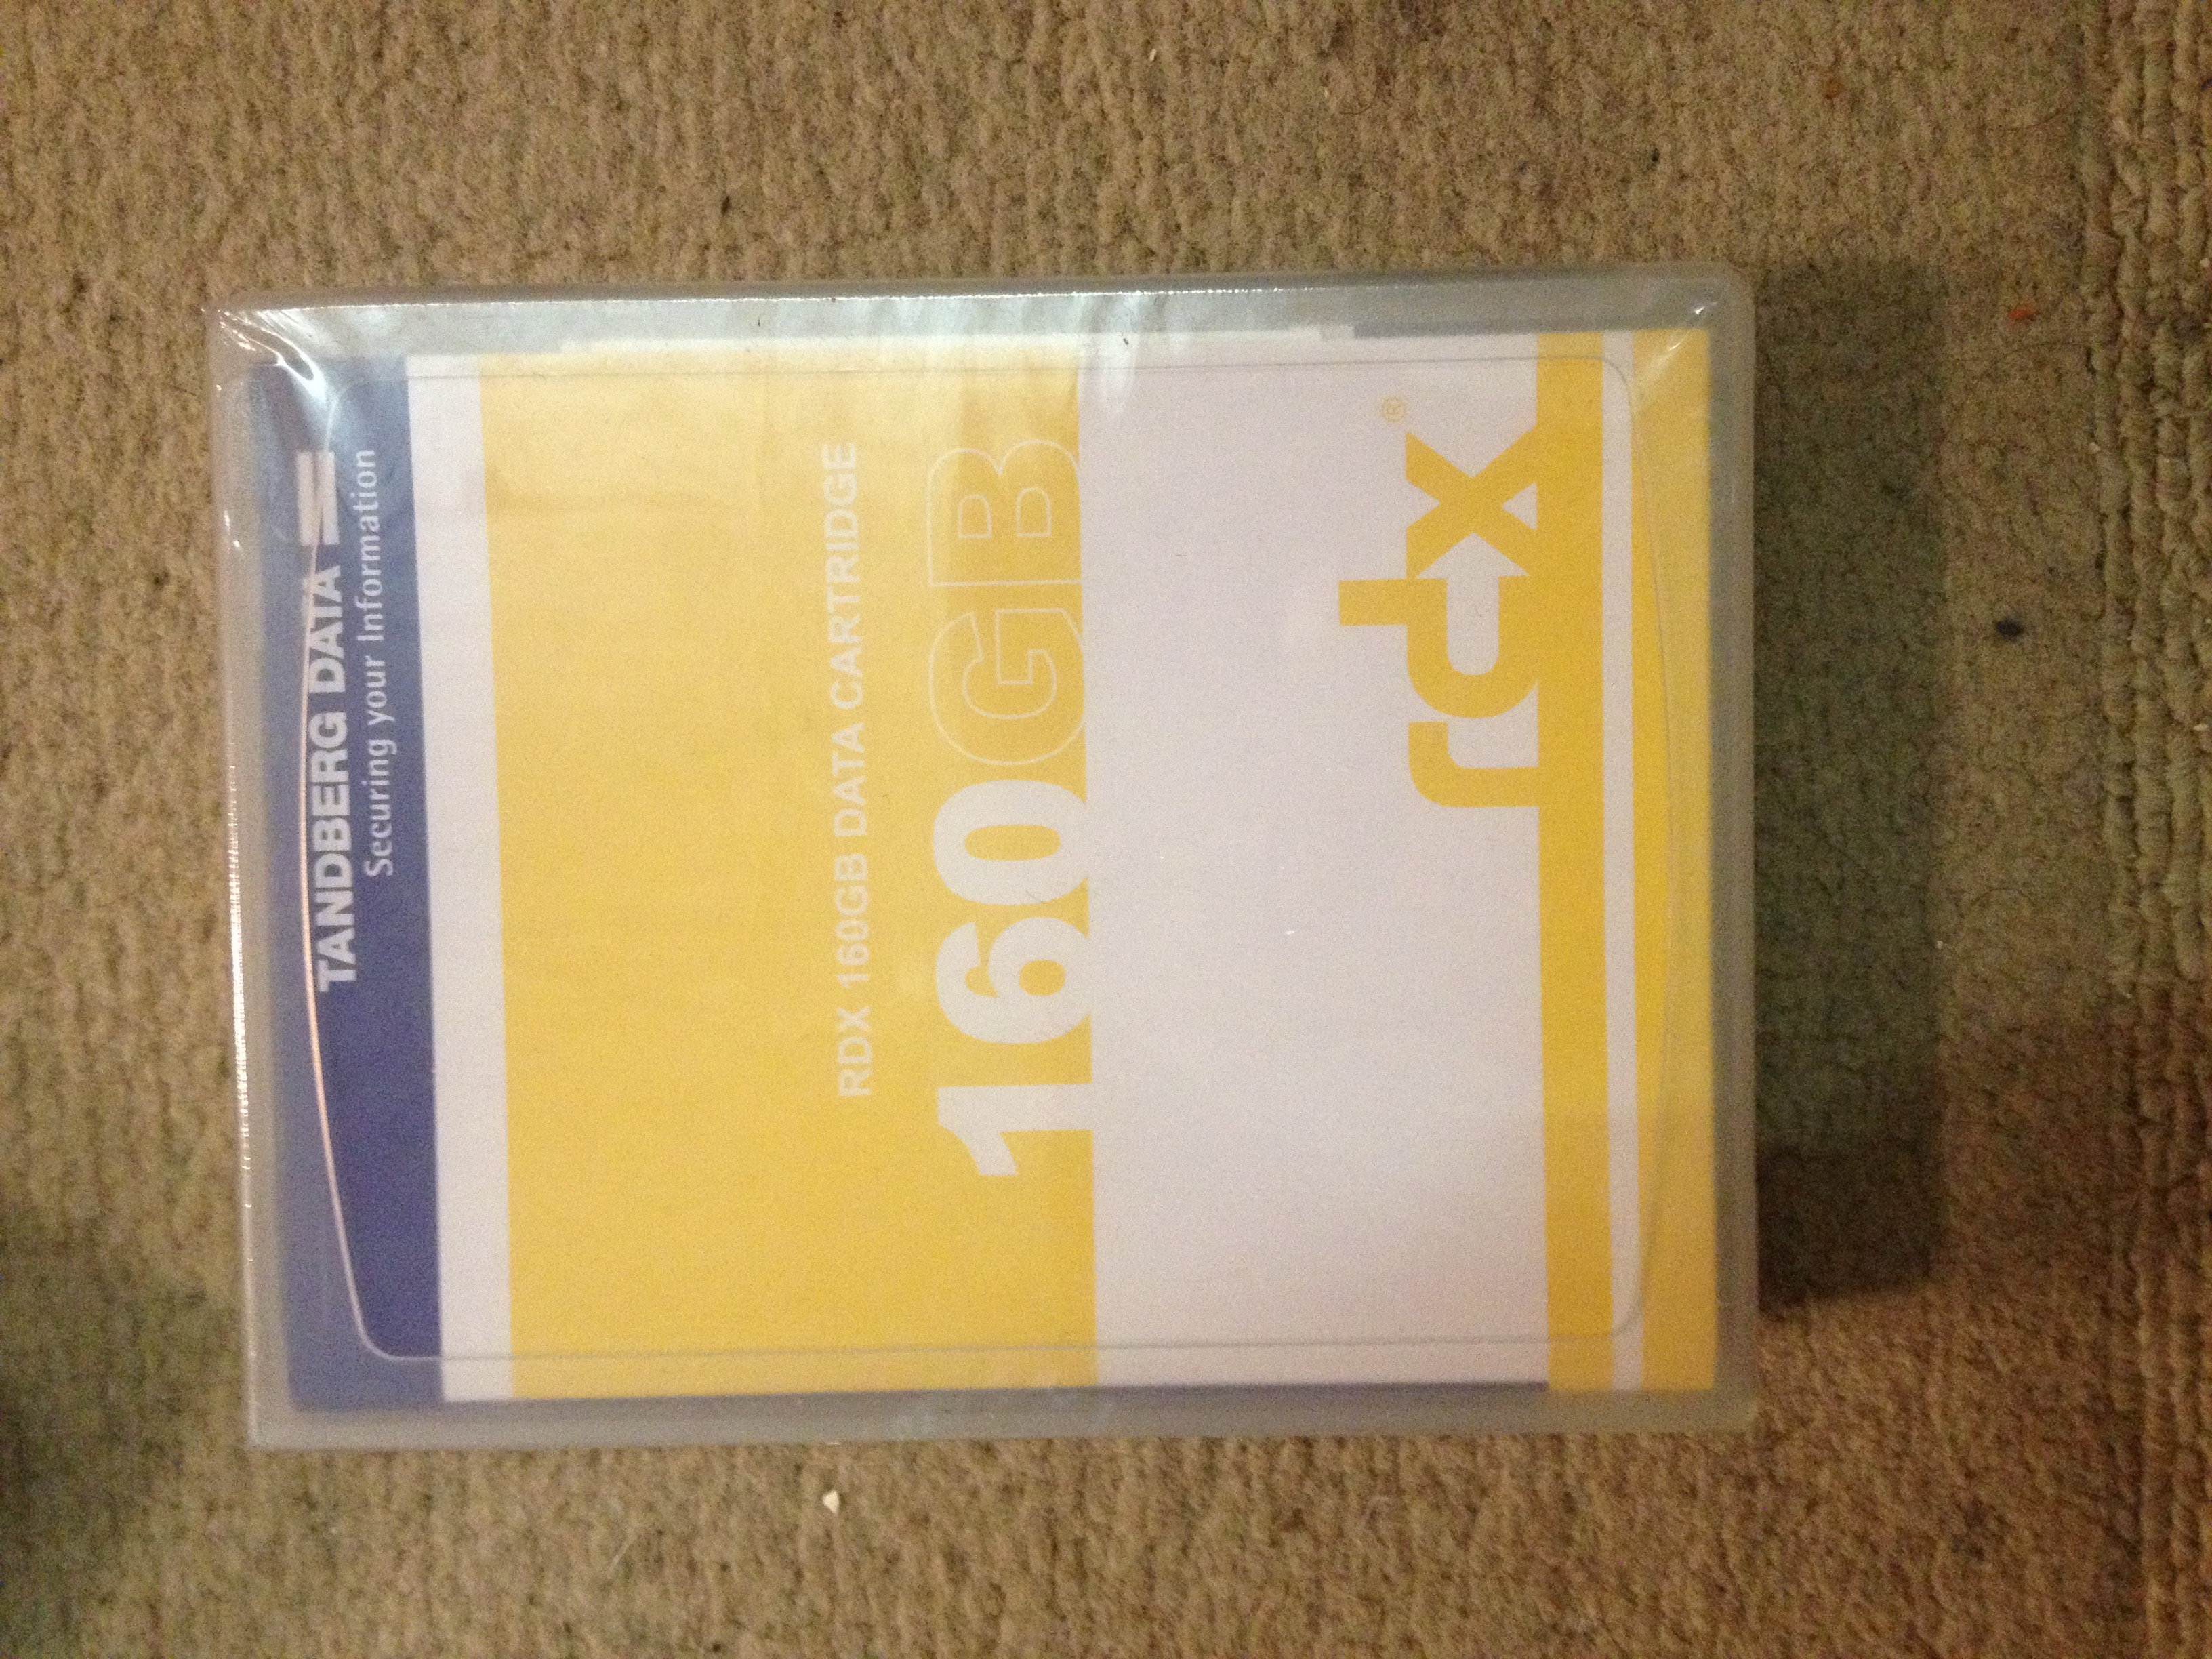 TANDBERG DATA
Securing your Information
RDX 160GB DATA CARTRIDGE
160GB
rdx®